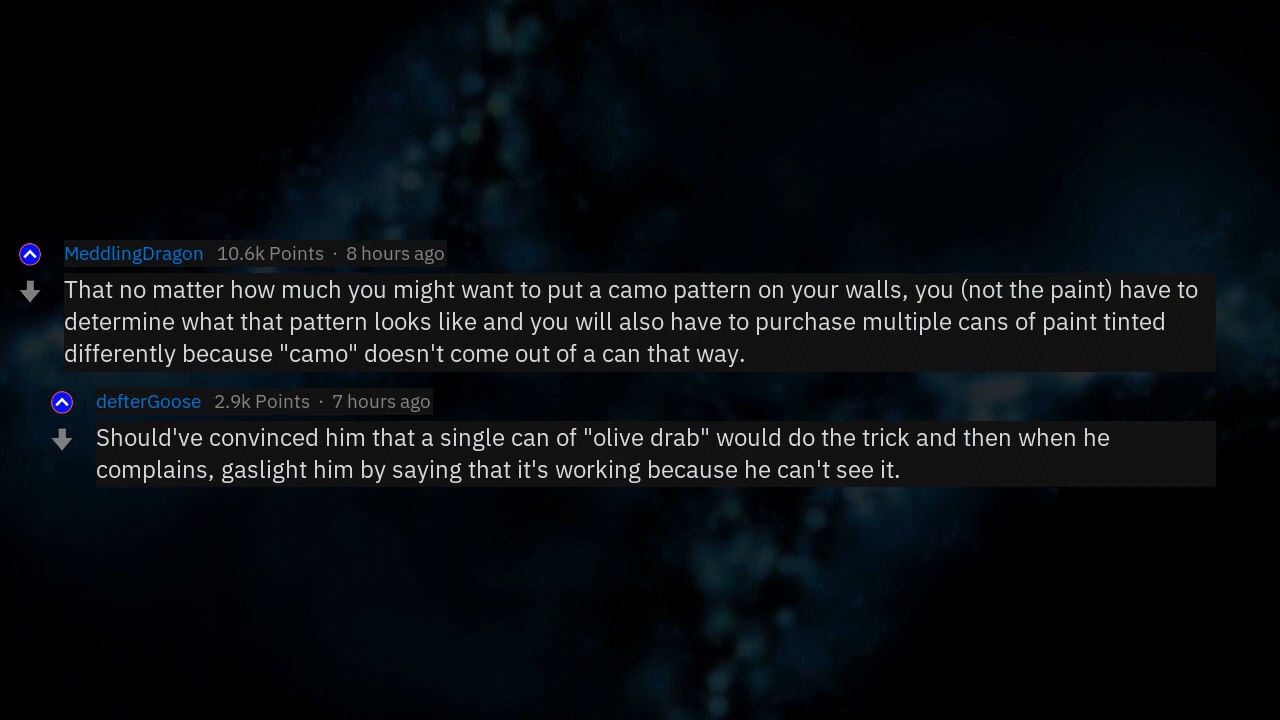 MeddlingDragon 10.6k Points · 8 hours ago
That no matter how much you might want to put a camo pattern on your walls, you (not the paint) have to
determine what that pattern looks like and you will also have to purchase multiple cans of paint tinted
differently because "camo" doesn't come out of a can that way.
defterGoose 2.9k Points · 7 hours ago
Should've convinced him that a single can of "olive drab" would do the trick and then when he
complains, gaslight him by saying that it's working because he can't see it.